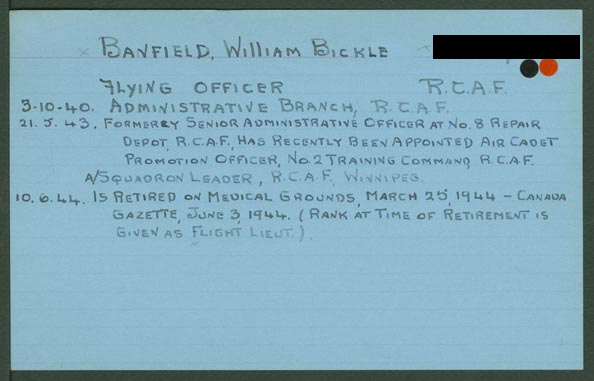 x BANFIELD, WILLIAM BICKLE
FLYING OFFICER R.C.A.F.
3-10-40. ADMINISTRATIVE BRANCH, R.C.A.F.
21.5.43. FORMERLY SENIOR ADMINISTRATIVE OFFICER AT NO. 8 REPAIR
DEPOT, R.C.A.F., HAS RECENTLY BEEN APPOINTED AIR CADET
PROMOTION OFFICER, NO. 2 TRAINING COMMAND, R.C.A.F.
A/SQUADRON LEADER, R.C.A.F., WINNIPEG.
10.6.44. IS RETIRED ON MEDICAL GROUNDS, MARCH 25, 1944 - CANADA
GAZETTE, JUNE 3, 1944. (RANK AT TIME OF RETIREMENT IS
GIVEN AS FLIGHT LIEUT.).